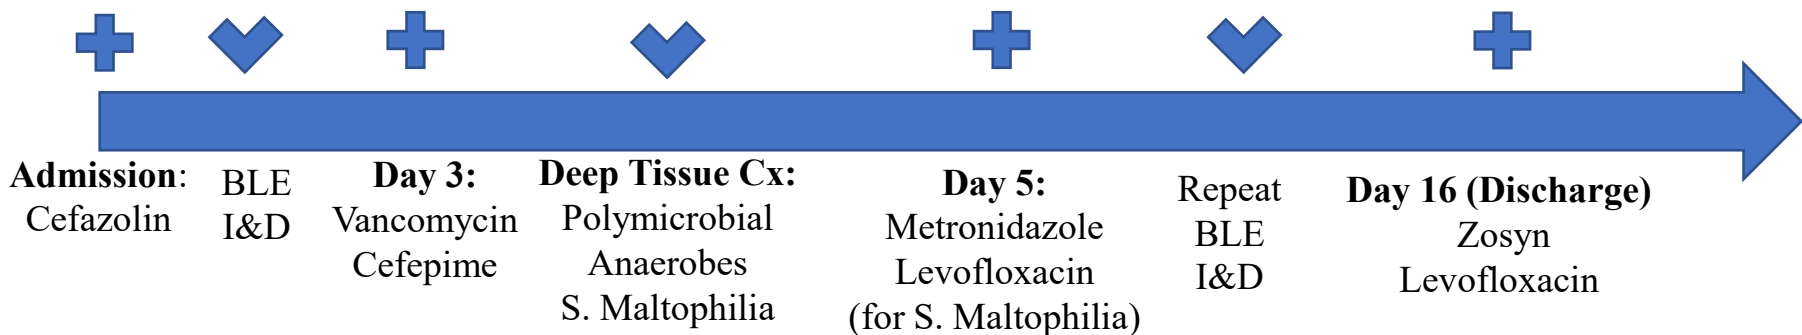 Admission:
Cefazolin
BLE
I&D
Day 3:
Vancomycin
Cefepime
Deep Tissue Cx:
Polymicrobial
Anaerobes
S. Maltophilia
Day 5:
Metronidazole
Levofloxacin
(for S. Maltophilia)
Repeat
BLE
I&D
Day 16 (Discharge)
Zosyn
Levofloxacin